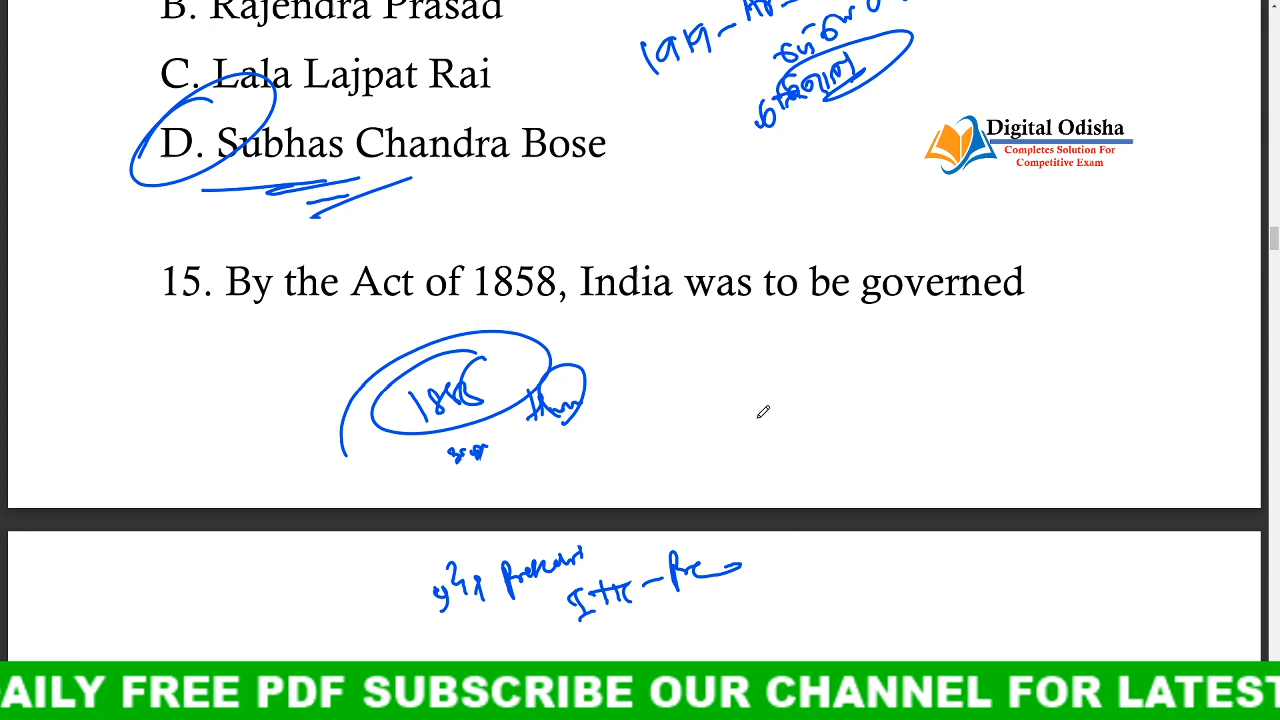 B. Rajendra Prasad
1919 -
C. Lala Lajpat Rai
Digital Odisha
Completes Solution For
Competitive Exam
D. Subhas Chandra Bose
15. By the Act of 1858, India was to be governed
1858
AILY FREE PDF SUBSCRIBE OUR CHANNEL FOR LATEST